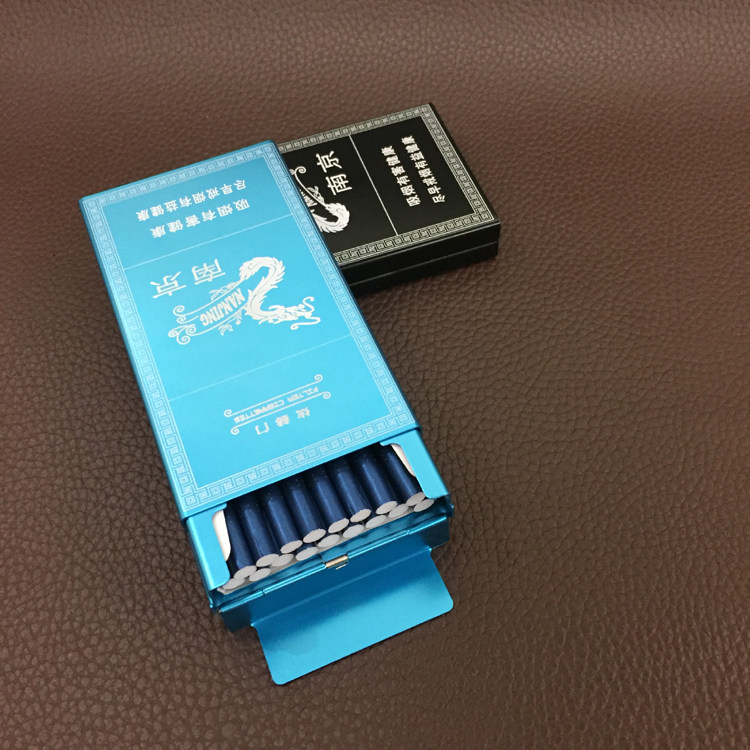 炫赫门
FILTER CIGARETTES
NANJING
南京
吸烟有害健康
尽早戒烟有益健康
南京
吸烟有害健康
尽早戒烟有益健康